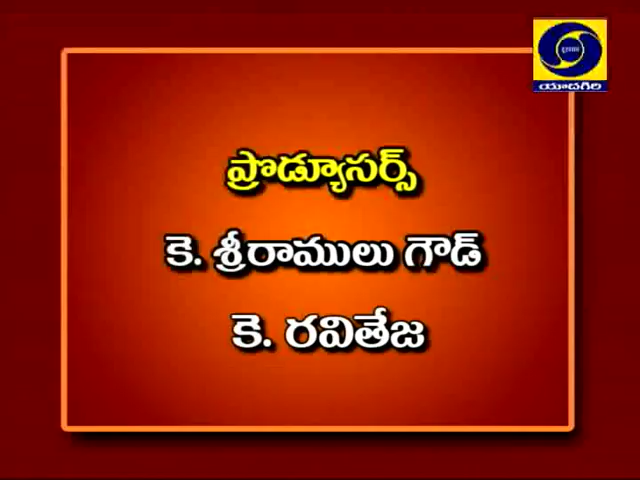 యాదగిరి
ప్రొడ్యూసర్స్
కె. శ్రీరాములు గౌడ్
కె. రవితేజ